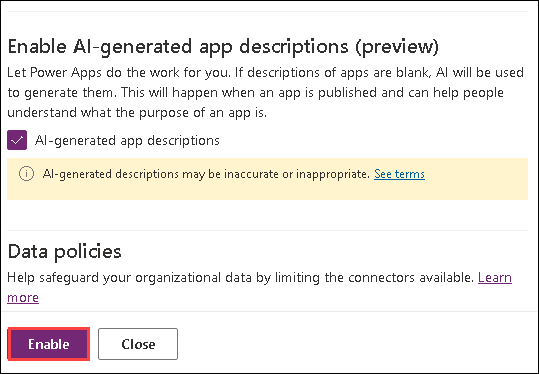 Enable AI-generated app descriptions (preview)
Let Power Apps do the work for you. If descriptions of apps are blank, AI will be used
to generate them. This will happen when an app is published and can help people
understand what the purpose of an app is.
AI-generated app descriptions
AI-generated descriptions may be inaccurate or inappropriate. See terms
Data policies
Help safeguard your organizational data by limiting the connectors available. Learn
more
Enable Close